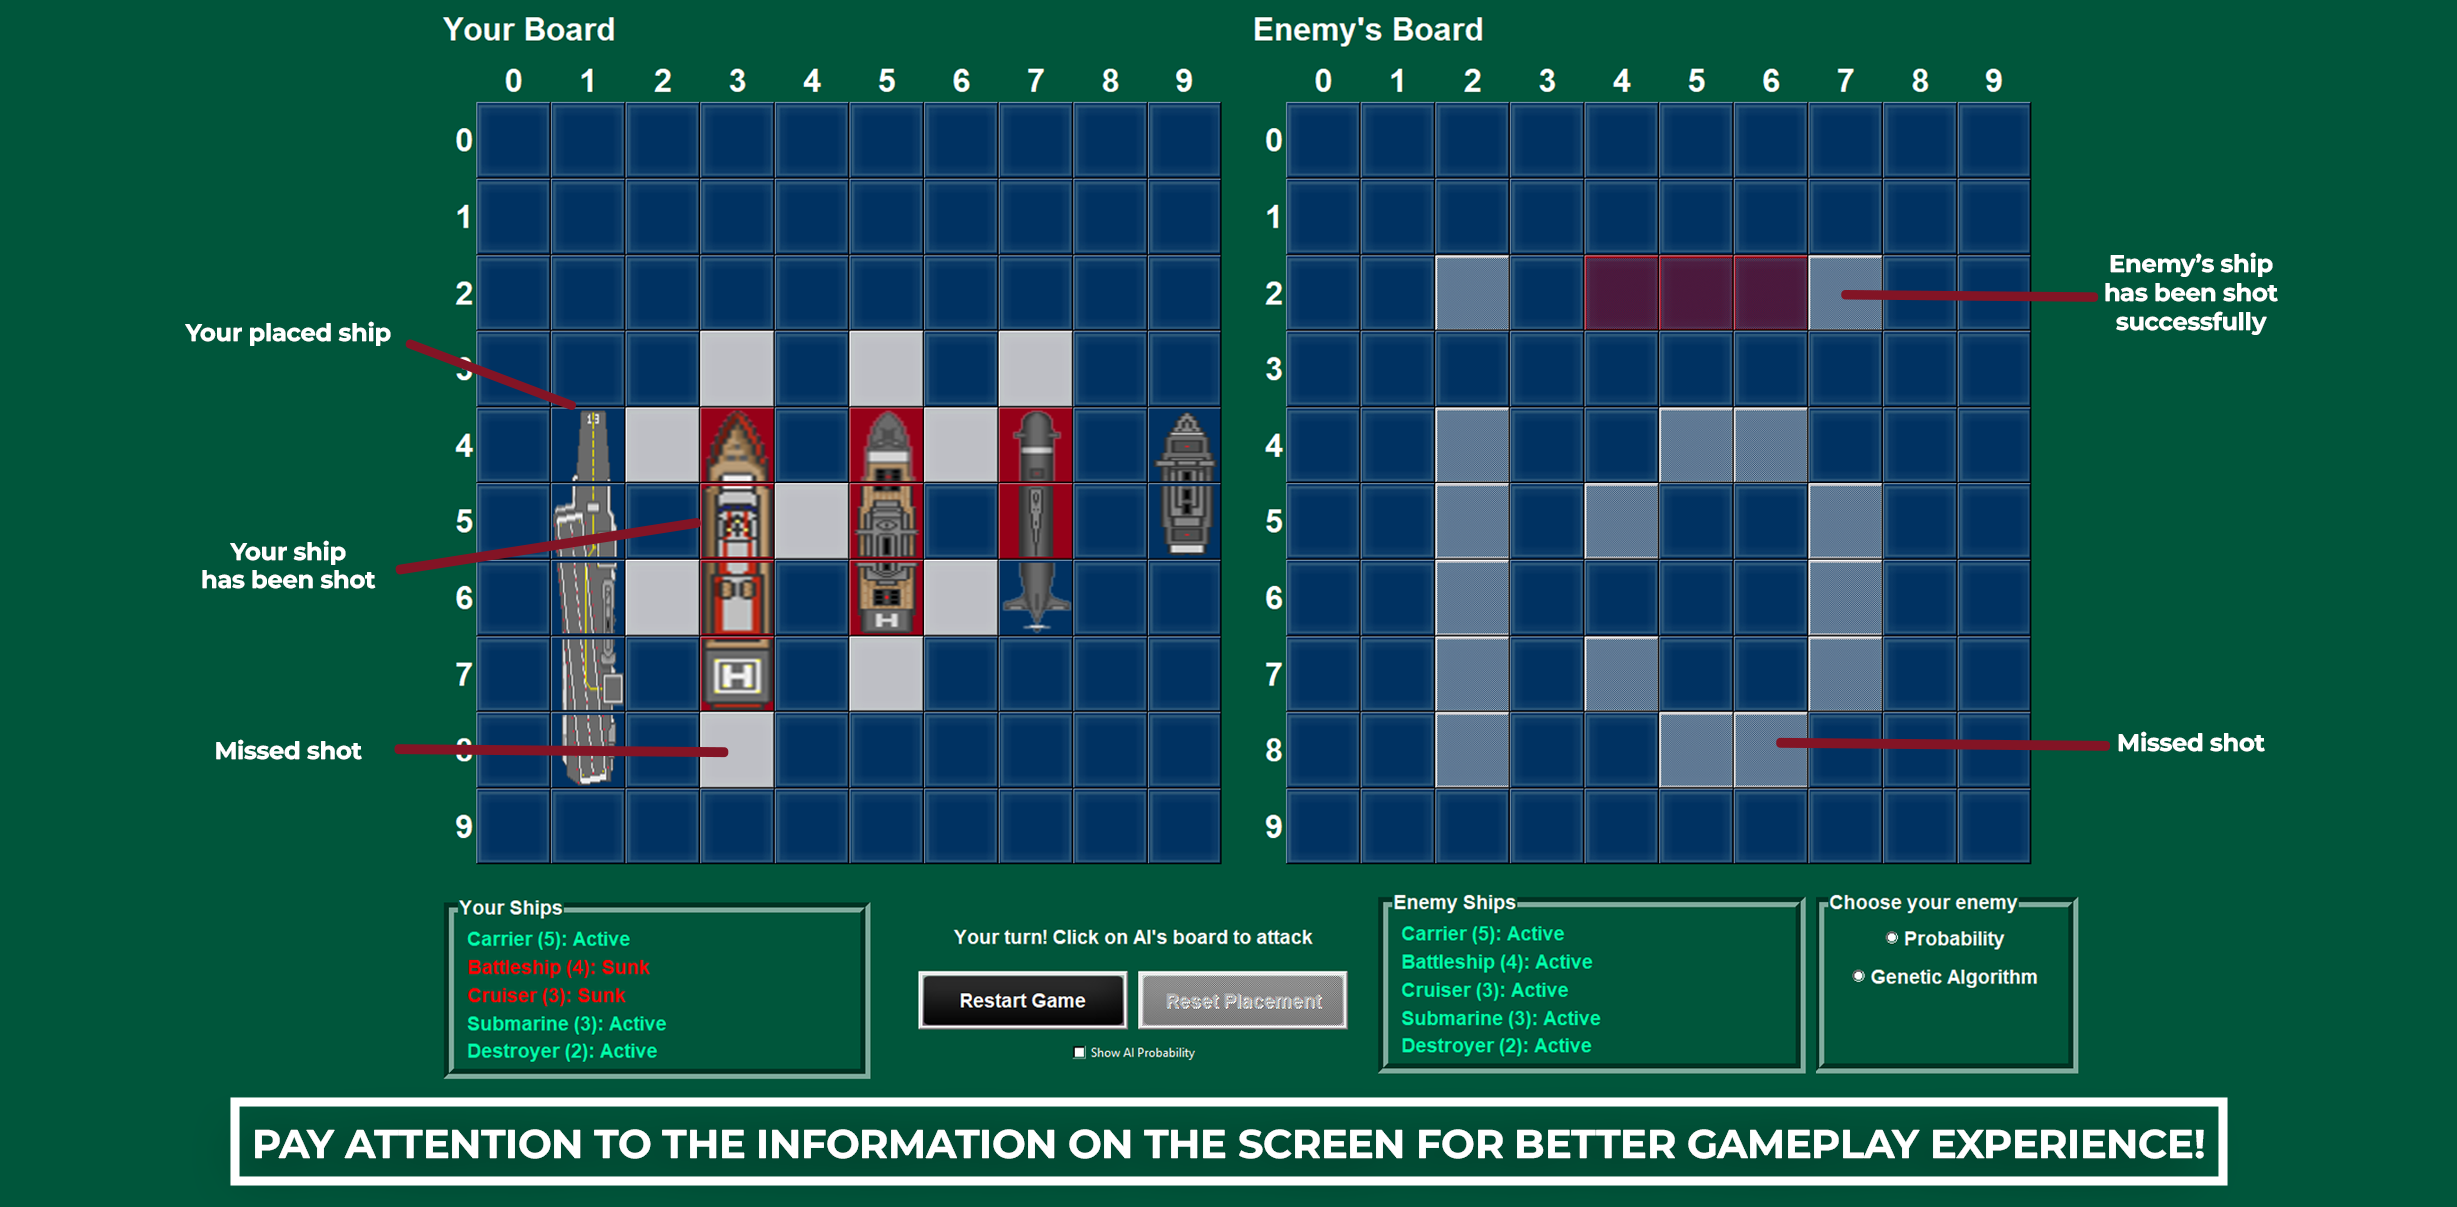 Your Board
Enemy's Board
0 1 2 3 4 5 6 7 8 9
0 1 2 3 4 5 6 7 8 9
0
1
2
3
4
5
6
7
8
9
0
1
2
3
4
5
6
7
8
9
13
H
H
Your placed ship
Your ship
has been shot
Missed shot
Enemy’s ship
has been shot
successfully
Missed shot
Your Ships
Carrier (5): Active
Battleship (4): Sunk
Cruiser (3): Sunk
Submarine (3): Active
Destroyer (2): Active
Your turn! Click on AI's board to attack
Restart Game
Reset Placement
Show AI Probability
Enemy Ships
Carrier (5): Active
Battleship (4): Active
Cruiser (3): Active
Submarine (3): Active
Destroyer (2): Active
Choose your enemy
Probability
Genetic Algorithm
PAY ATTENTION TO THE INFORMATION ON THE SCREEN FOR BETTER GAMEPLAY EXPERIENCE!